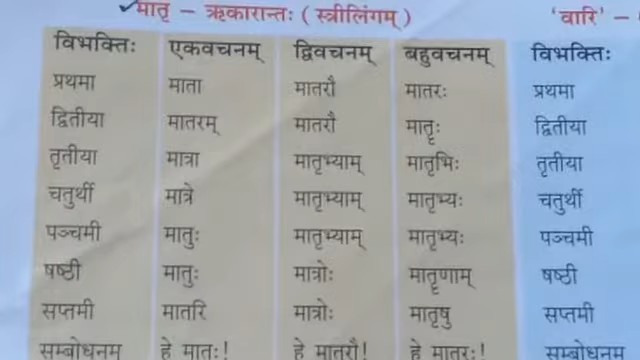 ✓मातृ – ऋकारान्तः ( स्त्रीलिंगम् ) 'वारि' –
विभक्तिः एकवचनम् द्विवचनम् बहुवचनम् विभक्तिः
प्रथमा माता मातरौ मातरः प्रथमा
द्वितीया मातरम् मातरौ मातॄः द्वितीया
तृतीया मात्रा मातृभ्याम् मातृभिः तृतीया
चतुर्थी मात्रे मातृभ्याम् मातृभ्यः चतुर्थी
पञ्चमी मातुः मातृभ्याम् मातृभ्यः पञ्चमी
षष्ठी मातुः मात्रोः मातॄणाम् षष्ठी
सप्तमी मातरि मात्रोः मातृषु सप्तमी
सम्बोधनम् हे मातः! हे मातरौ! हे मातरः! सम्बोधनम्